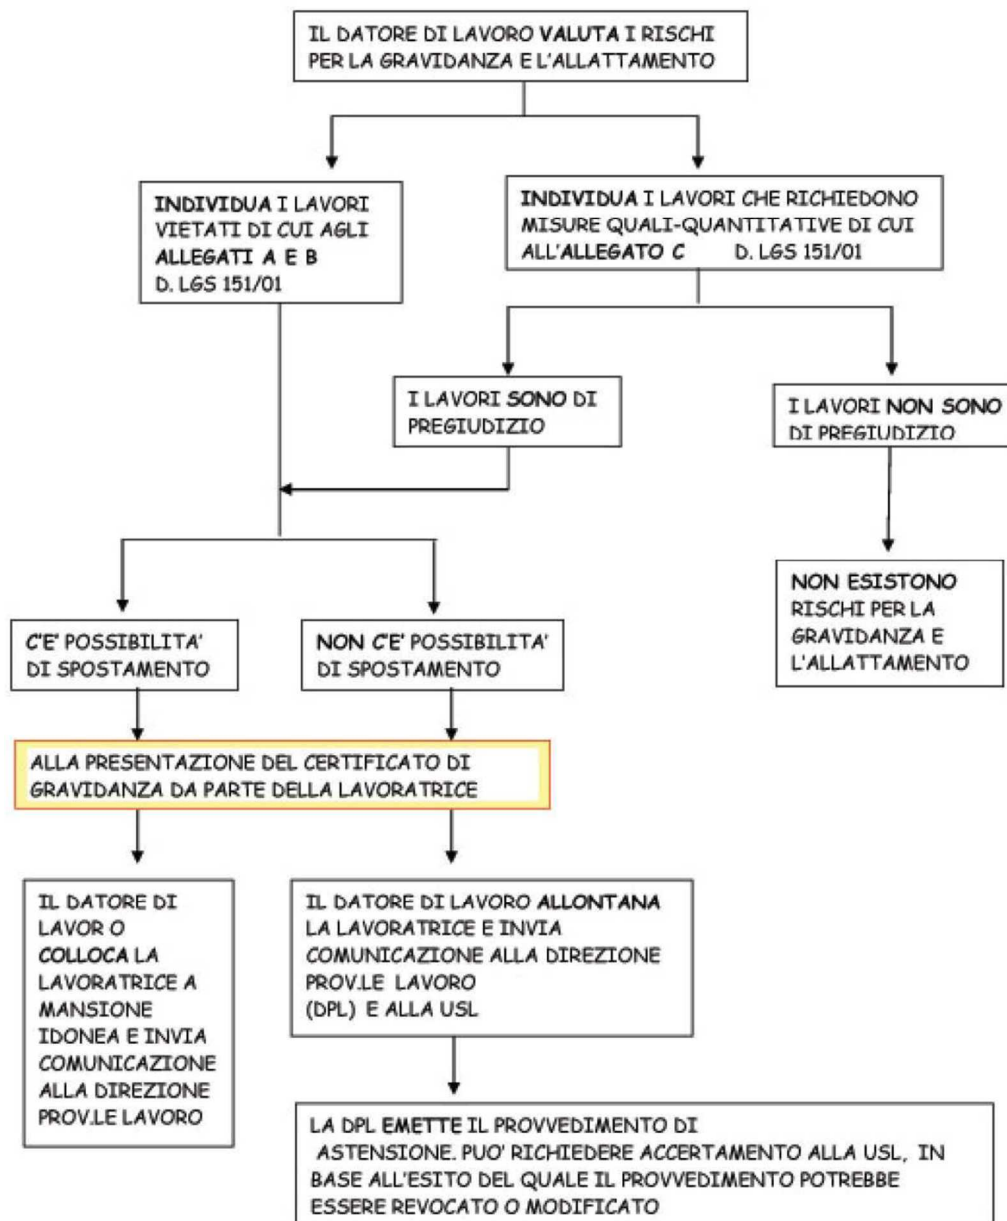 IL DATORE DI LAVORO VALUTA I RISCHI
PER LA GRAVIDANZA E L'ALLATTAMENTO
INDIVIDUA I LAVORI
VIETATI DI CUI AGLI
ALLEGATI A E B
D. LGS 151/01
INDIVIDUA I LAVORI CHE RICHIEDONO
MISURE QUALI-QUANTITATIVE DI CUI
ALL'ALLEGATO C D. LGS 151/01
I LAVORI SONO DI
PREGIUDIZIO
I LAVORI NON SONO
DI PREGIUDIZIO
NON ESISTONO
RISCHI PER LA
GRAVIDANZA E
L'ALLATTAMENTO
C'E' POSSIBILITA'
DI SPOSTAMENTO
NON C'E' POSSIBILITA'
DI SPOSTAMENTO
ALLA PRESENTAZIONE DEL CERTIFICATO DI
GRAVIDANZA DA PARTE DELLA LAVORATRICE
IL DATORE DI
LAVOR O
COLLOCA LA
LAVORATRICE A
MANSIONE
IDONEA E INVIA
COMUNICAZIONE
ALLA DIREZIONE
PROV.LE LAVORO
IL DATORE DI LAVORO ALLONTANA
LA LAVORATRICE E INVIA
COMUNICAZIONE ALLA DIREZIONE
PROV.LE LAVORO
(DPL) E ALLA USL
LA DPL EMETTE IL PROVVEDIMENTO DI
ASTENSIONE. PUO' RICHIEDERE ACCERTAMENTO ALLA USL, IN
BASE ALL'ESITO DEL QUALE IL PROVVEDIMENTO POTREBBE
ESSERE REVOCATO O MODIFICATO